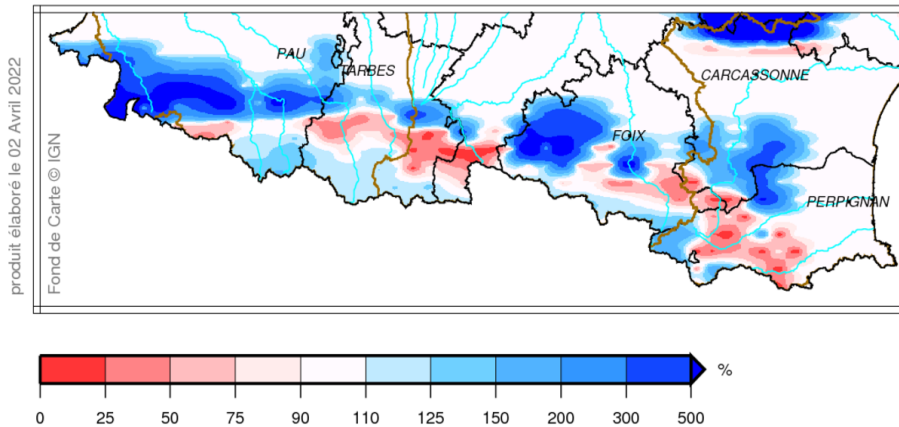 produit élaboré le 02 Avril 2022
Fond de Carte © IGN
PAU
TARBES
CARCASSONNE
FOIX
PERPIGNAN
%
0 25 50 75 90 110 125 150 200 300 500